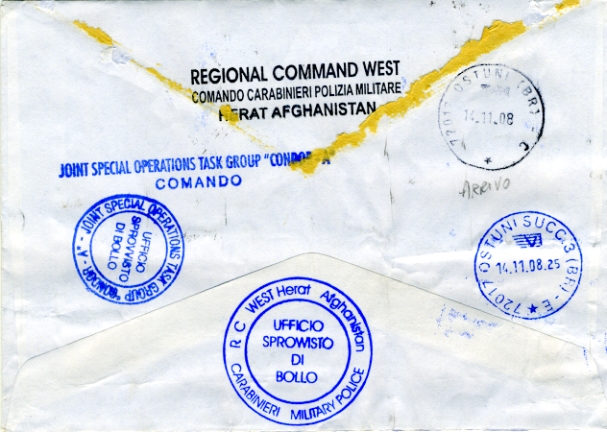 REGIONAL COMMAND WEST
COMANDO CARABINIERI POLIZIA MILITARE
HERAT AFGHANISTAN
72017 OSTUNI (BR) - C
14.11.08
*
ARRIVO
JOINT SPECIAL OPERATIONS TASK GROUP "CONDOR - A"
COMANDO
JOINT SPECIAL OPERATIONS TASK GROUP "CONDOR - A" -
UFFICIO
SPROVVISTO
DI BOLLO
72017 OSTUNI SUCC.3 (BR) - E ★
14.11.08.25
R C WEST Herat Afghanistan
UFFICIO
SPROWISTO
DI
BOLLO
CARABINIERI MILITARY POLICE